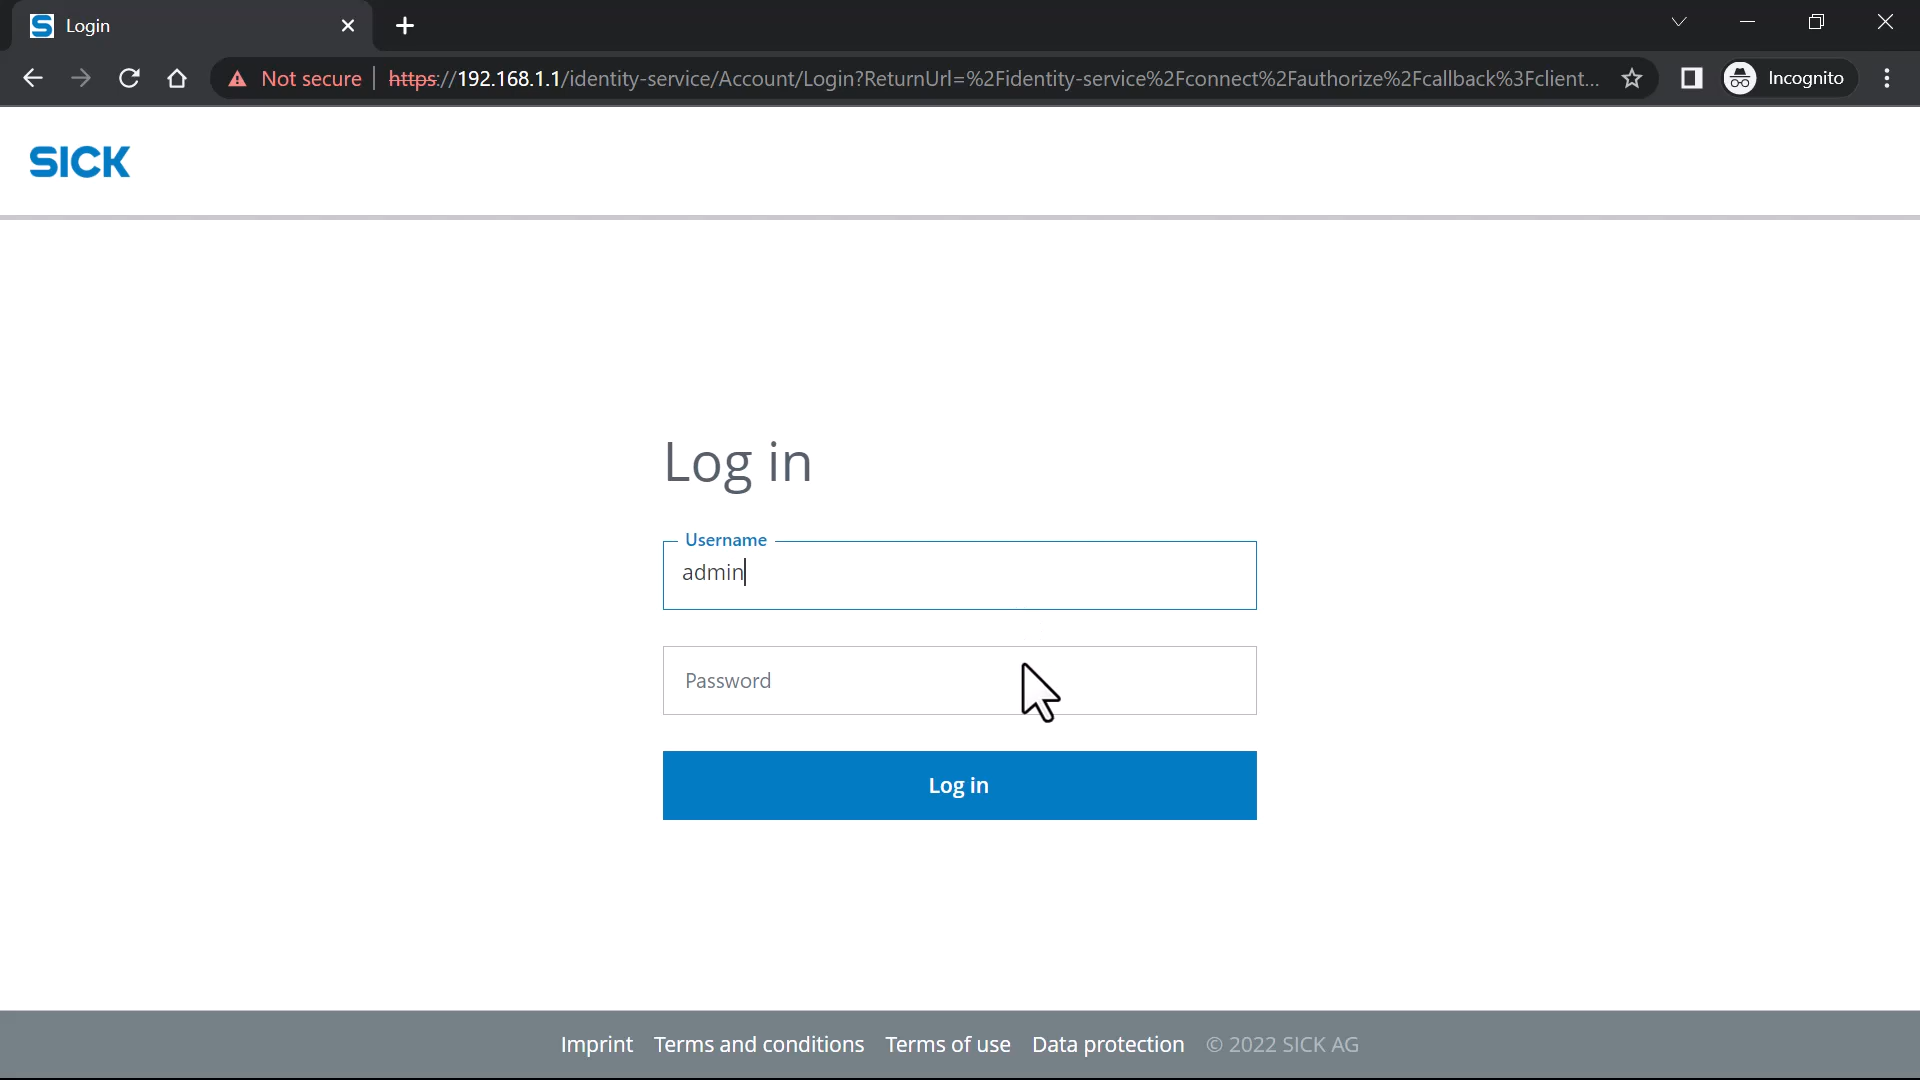 Login
Not secure https://192.168.1.1/identity-service/Account/Login?ReturnUrl=%2Fidentity-service%2Fconnect%2Fauthorize%2Fcallback%3Fclient... Incognito
SICK
Log in
Username
admin
Password
Log in
Imprint Terms and conditions Terms of use Data protection © 2022 SICK AG